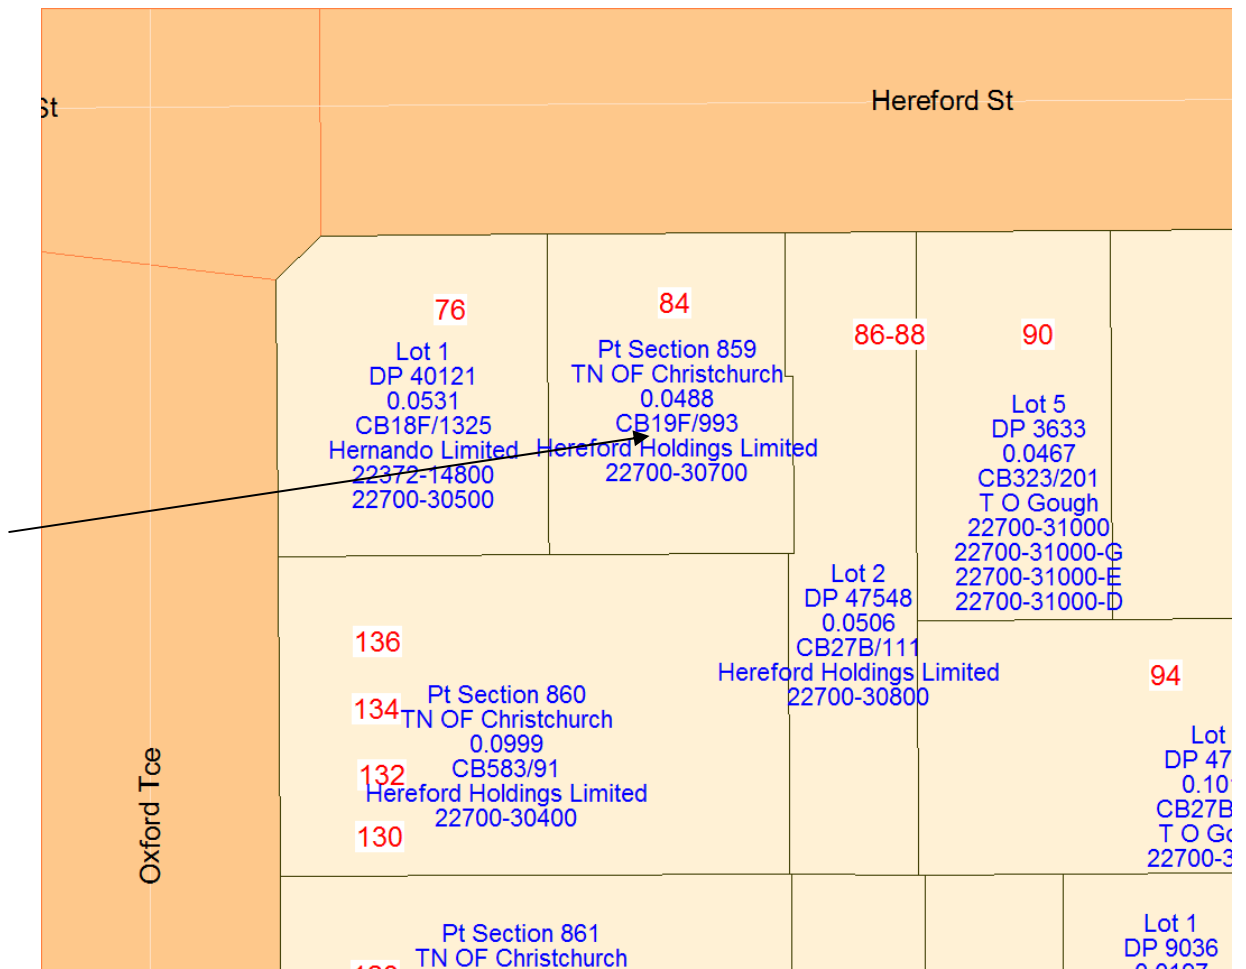 St
Hereford St
76
Lot 1
DP 40121
0.0531
CB18F/1325
Hernando Limited
22372-14800
22700-30500
84
Pt Section 859
TN OF Christchurch
0.0488
CB19F/993
Hereford Holdings Limited
22700-30700
86-88
Lot 2
DP 47548
0.0506
CB27B/111
Hereford Holdings Limited
22700-30800
90
Lot 5
DP 3633
0.0467
CB323/201
T O Gough
22700-31000
22700-31000-G
22700-31000-E
22700-31000-D
Oxford Tce
136
134
132
130
Pt Section 860
TN OF Christchurch
0.0999
CB583/91
Hereford Holdings Limited
22700-30400
94
Lot
DP 47
0.10
CB27B
T O Go
22700-3
Pt Section 861
TN OF Christchurch
Lot 1
DP 9036